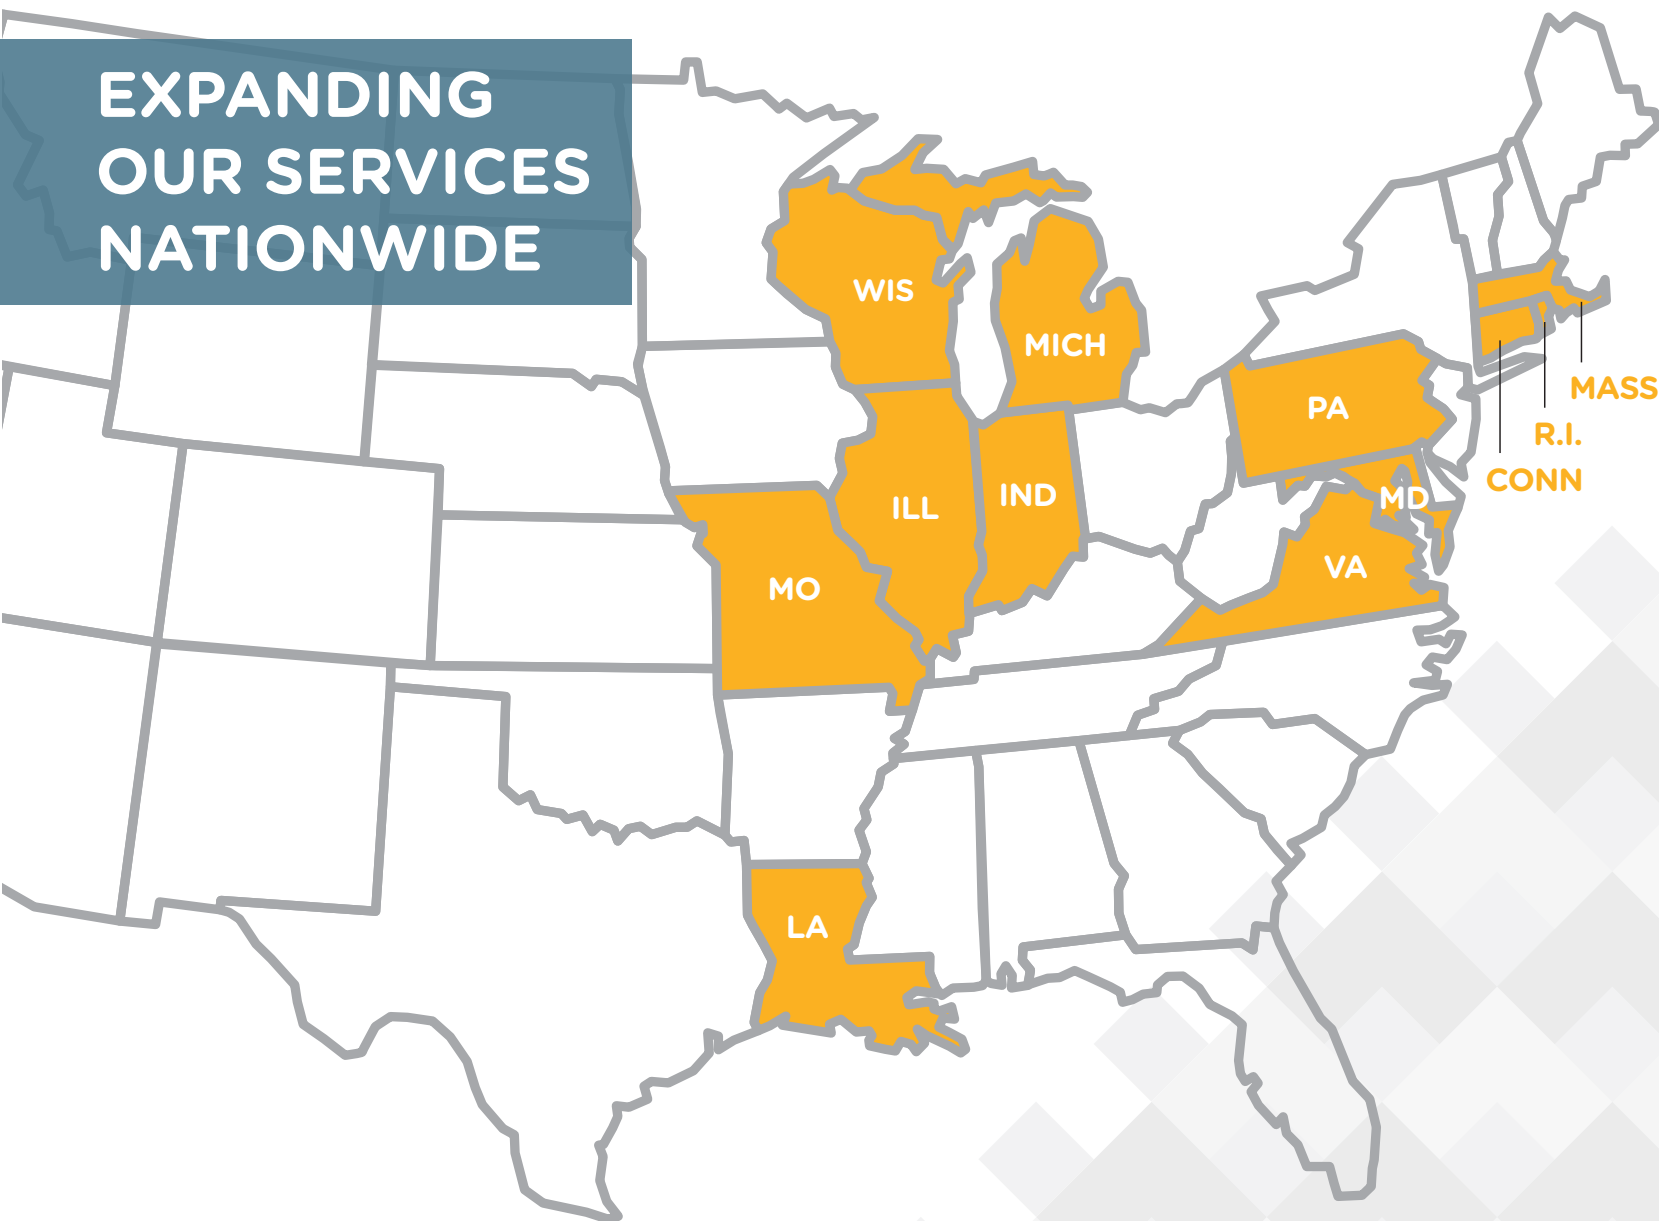 EXPANDING
OUR SERVICES
NATIONWIDE
WIS
MICH
MASS
PA
R.I.
CONN
IND
MD
ILL
VA
MO
LA